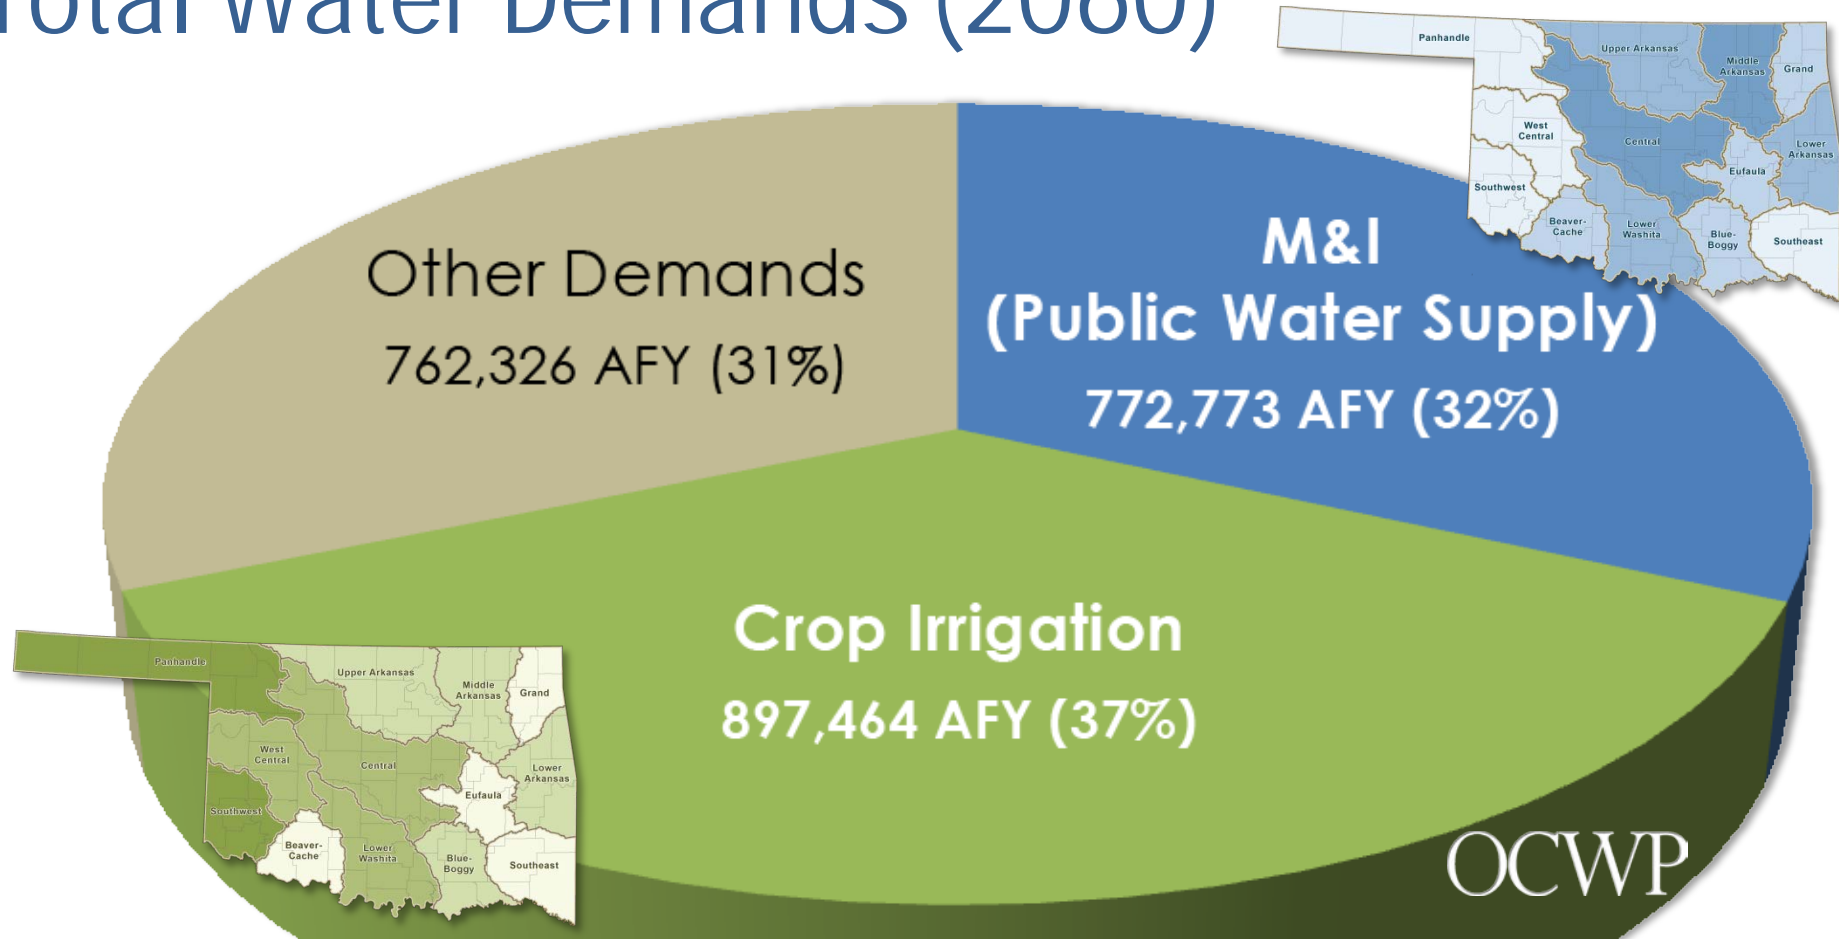 Total Water Demands (2060)
Panhandle
Upper Arkansas
Middle
Arkansas
Grand
West
Central
Central
Lower
Arkansas
Eufaula
Southwest
Beaver-
Cache
Lower
Washita
Blue-
Boggy
Southeast
Other Demands
762,326 AFY (31%)
M&I
(Public Water Supply)
772,773 AFY (32%)
Crop Irrigation
897,464 AFY (37%)
Panhandle
Upper Arkansas
Middle
Arkansas
Grand
West
Central
Central
Lower
Arkansas
Eufaula
Southwest
Beaver-
Cache
Lower
Washita
Blue-
Boggy
Southeast
OCWP